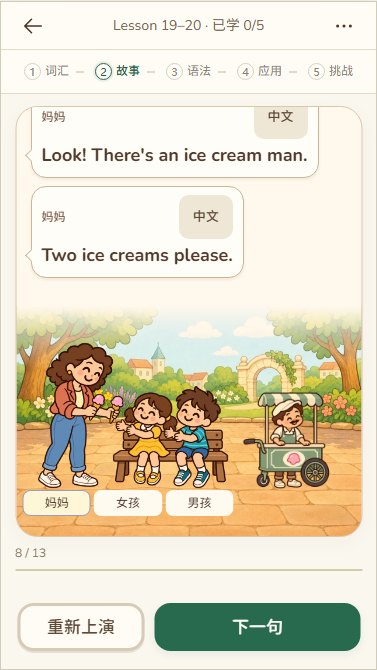 Lesson 19–20 · 已学 0/5
1 词汇 2 故事 3 语法 4 应用 5 挑战
妈妈 中文
Look! There's an ice cream man.
妈妈 中文
Two ice creams please.
妈妈 女孩 男孩
8 / 13
重新上演 下一句